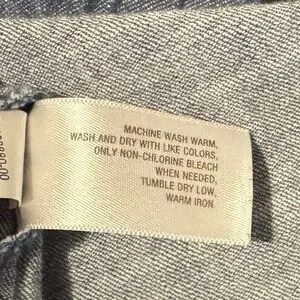 MACHINE WASH WARM,
WASH AND DRY WITH LIKE COLORS,
ONLY NON-CHLORINE BLEACH
WHEN NEEDED,
TUMBLE DRY LOW,
WARM IRON.